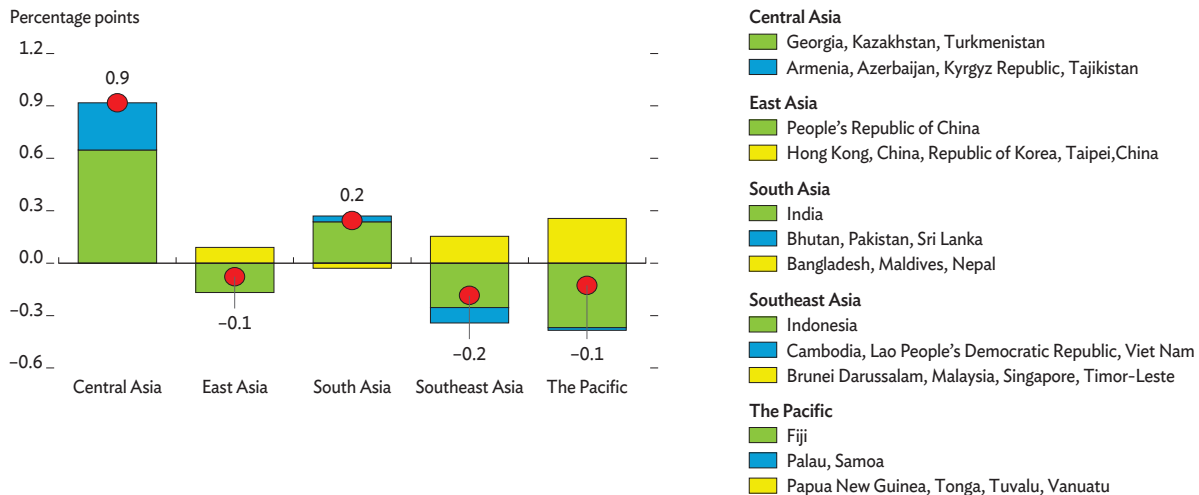 Percentage points
1.2
0.9
0.6
0.3
0.0
–0.3
–0.6
0.9
–0.1
0.2
–0.2
–0.1
Central Asia
East Asia
South Asia
Southeast Asia
The Pacific
Central Asia
Georgia, Kazakhstan, Turkmenistan
Armenia, Azerbaijan, Kyrgyz Republic, Tajikistan
East Asia
People's Republic of China
Hong Kong, China, Republic of Korea, Taipei,China
South Asia
India
Bhutan, Pakistan, Sri Lanka
Bangladesh, Maldives, Nepal
Southeast Asia
Indonesia
Cambodia, Lao People's Democratic Republic, Viet Nam
Brunei Darussalam, Malaysia, Singapore, Timor–Leste
The Pacific
Fiji
Palau, Samoa
Papua New Guinea, Tonga, Tuvalu, Vanuatu